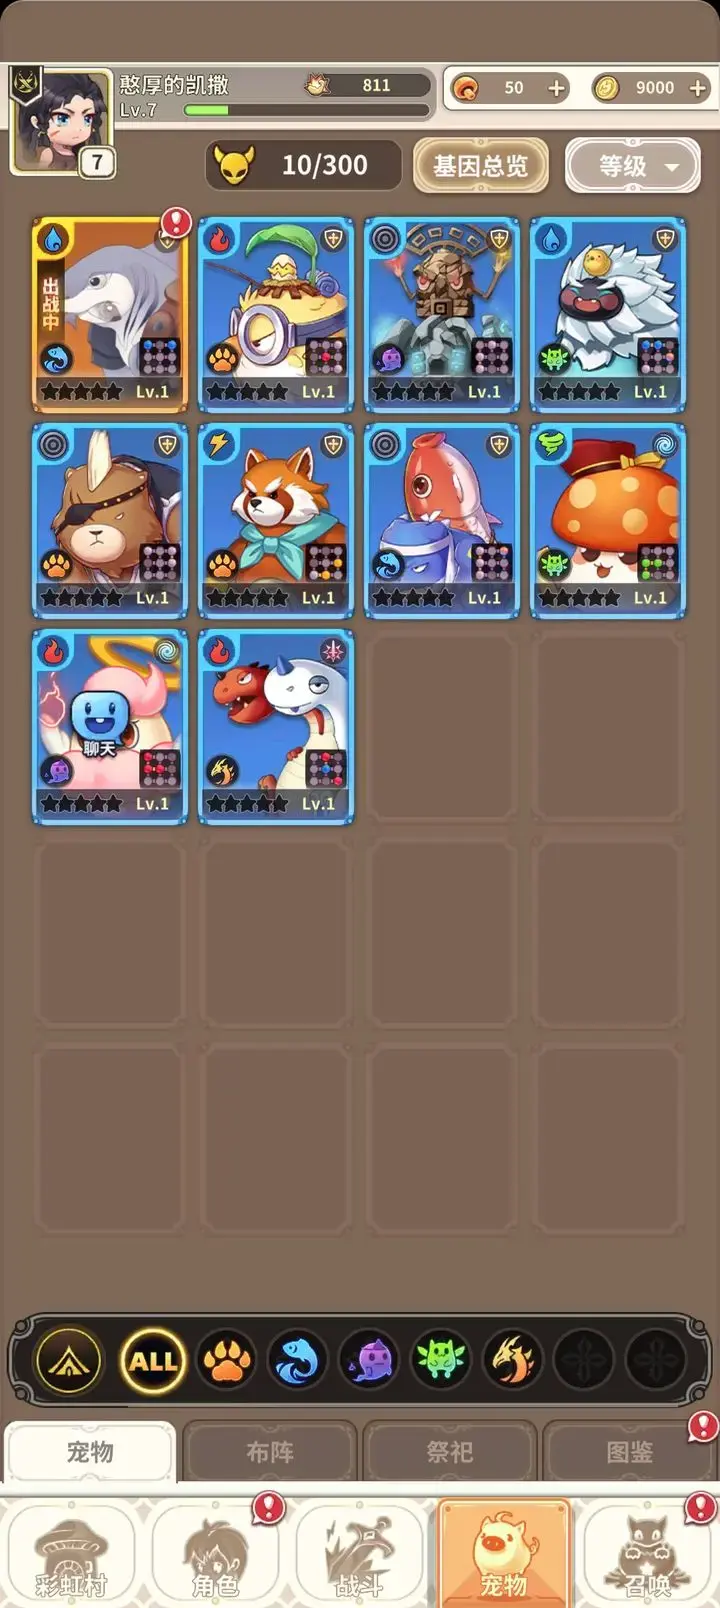 憨厚的凯撒
811
50
9000
Lv.7
7
10/300
基因总览
等级
出战中
Lv.1
Lv.1
Lv.1
Lv.1
Lv.1
Lv.1
Lv.1
Lv.1
聊天
Lv.1
Lv.1
ALL
宠物
布阵
祭祀
图鉴
彩虹村
角色
战斗
宠物
召唤